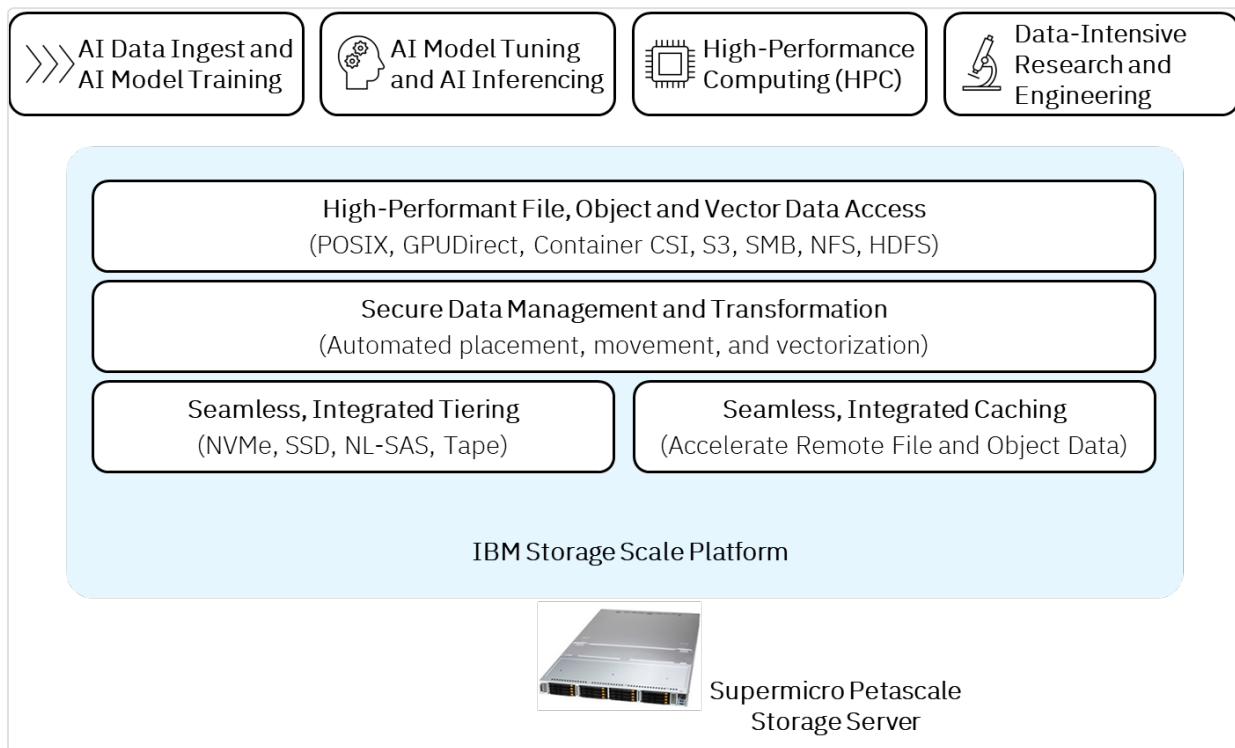 AI Data Ingest and
AI Model Training
AI Model Tuning
and AI Inferencing
High-Performance
Computing (HPC)
Data-Intensive
Research and
Engineering
High-Performant File, Object and Vector Data Access
(POSIX, GPUDirect, Container CSI, S3, SMB, NFS, HDFS)
Secure Data Management and Transformation
(Automated placement, movement, and vectorization)
Seamless, Integrated Tiering
(NVMe, SSD, NL-SAS, Tape)
Seamless, Integrated Caching
(Accelerate Remote File and Object Data)
IBM Storage Scale Platform
Supermicro Petascale
Storage Server